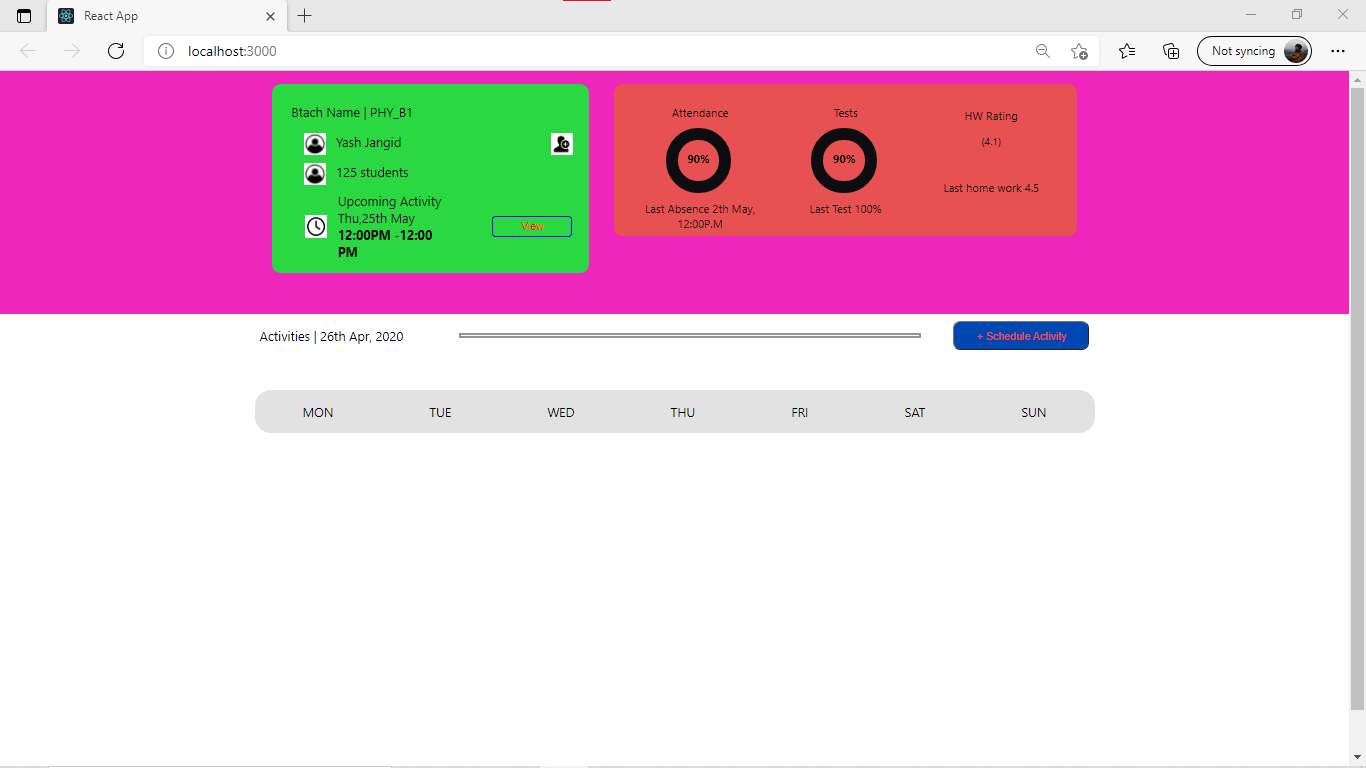 React App
localhost:3000
Not syncing
Btach Name | PHY_B1
Yash Jangid
125 students
Upcoming Activity
Thu,25th May
12:00PM -12:00
PM
View
Attendance
90%
Last Absence 2th May,
12:00P.M
Tests
90%
Last Test 100%
HW Rating
(4.1)
Last home work 4.5
Activities | 26th Apr, 2020
+ Schedule Activity
MON TUE WED THU FRI SAT SUN